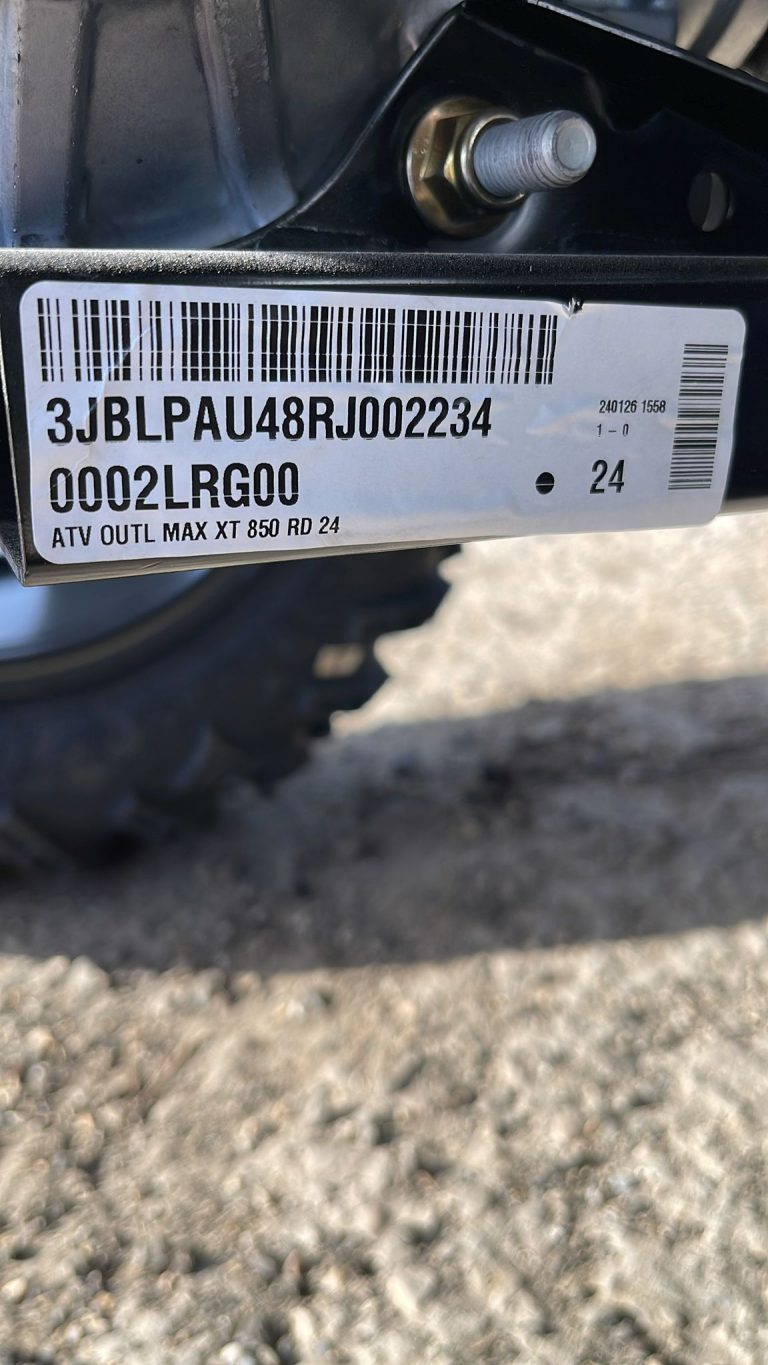 3JBLPAU48RJ002234
240126 1558
1 - 0
0002LRG00
24
ATV OUTL MAX XT 850 RD 24